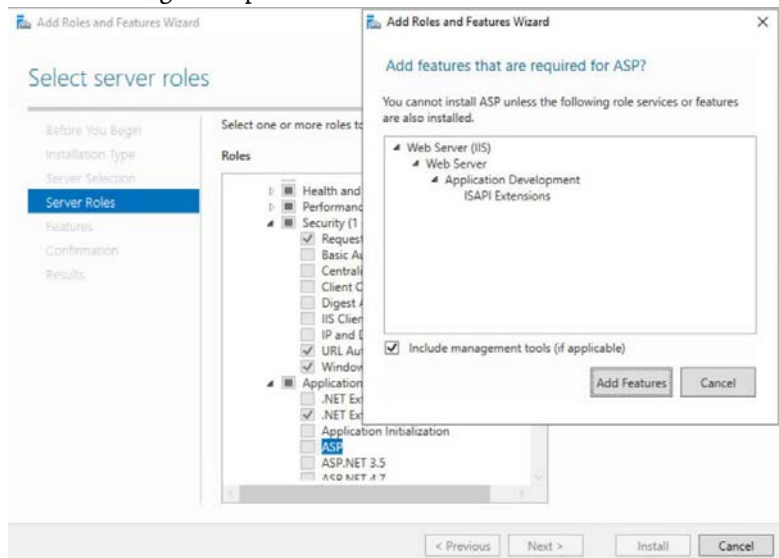 Add Roles and Features Wizard
Select server roles
Before You Begin
Installation Type
Server Selection
Server Roles
Features
Confirmation
Results
Select one or more roles to
Roles
Health and
Performanc
Security (1
Request
Basic Au
Centrali
Client C
Digest A
IIS Clien
IP and D
URL Aut
Window
Application
.NET Ex
.NET Ex
Application Initialization
ASP
ASP.NET 3.5
ASP.NET 4.7
< Previous
Next >
Install
Cancel
Add Roles and Features Wizard
Add features that are required for ASP?
You cannot install ASP unless the following role services or features
are also installed.
Web Server (IIS)
Web Server
Application Development
ISAPI Extensions
Include management tools (if applicable)
Add Features
Cancel